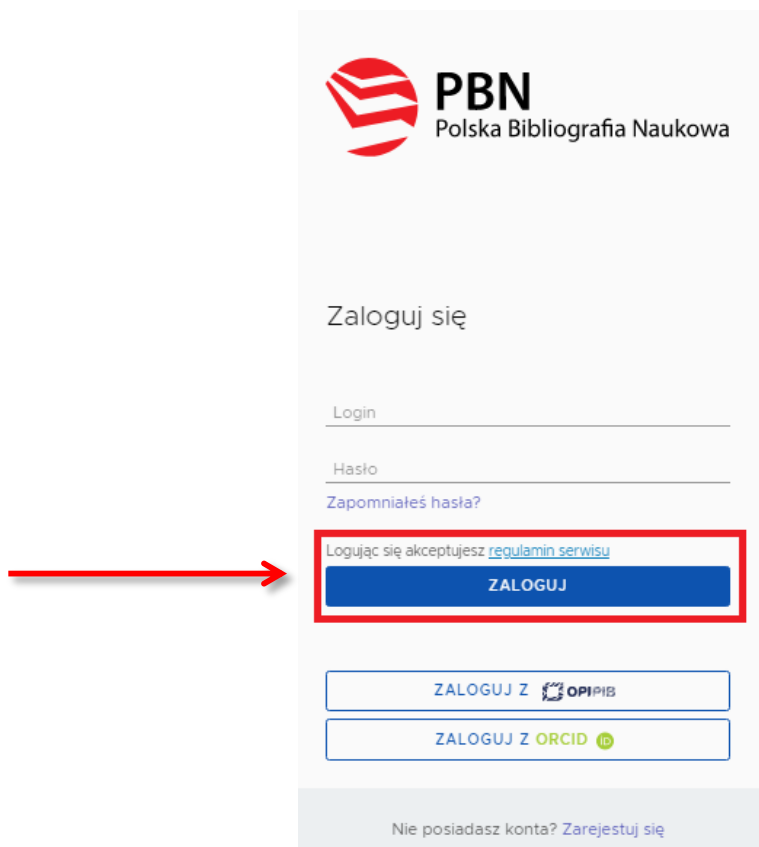 PBN
Polska Bibliografia Naukowa
Zaloguj się
Login
Hasło
Zapomniałeś hasła?
Logując się akceptujesz regulamin serwisu
ZALOGUJ
ZALOGUJ Z OPI PIB
ZALOGUJ Z ORCID iD
Nie posiadasz konta? Zarejestuj się